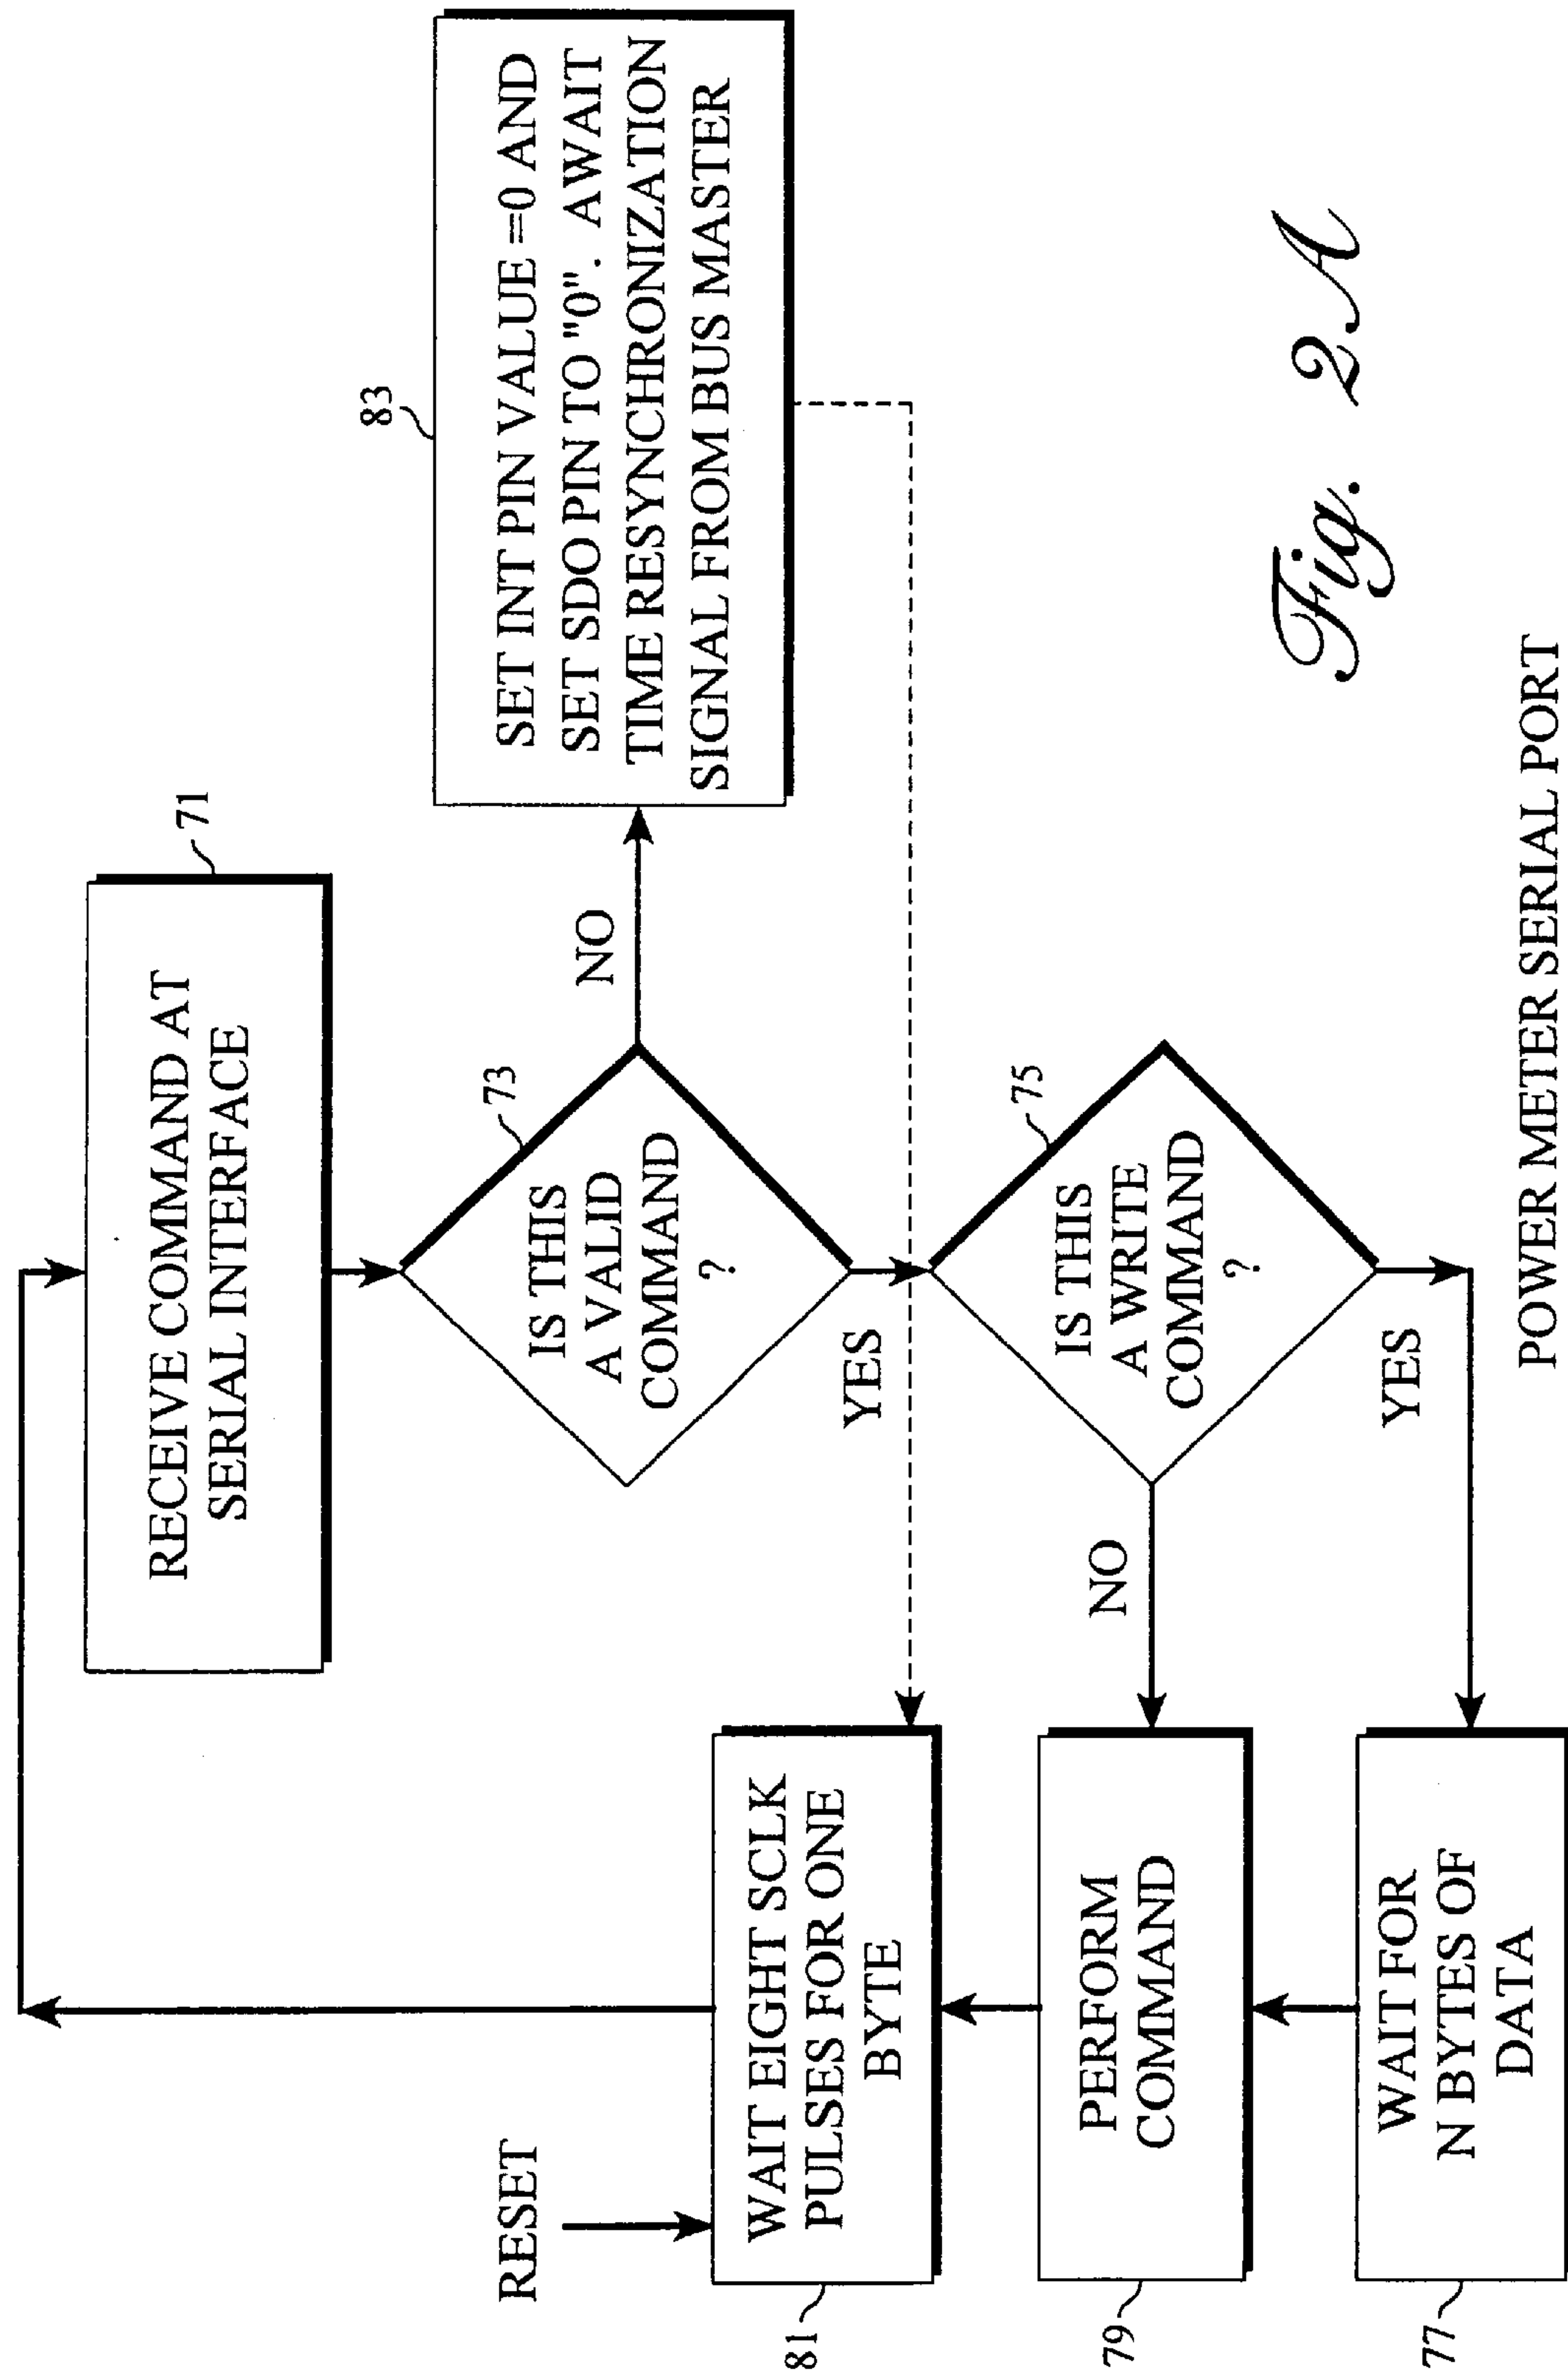 71
RECEIVE COMMAND AT
SERIAL INTERFACE
RESET
81
WAIT EIGHT SCLK
PULSES FOR ONE
BYTE
73
IS THIS
A VALID
COMMAND
?
NO
YES
83
SET INT PIN VALUE =0 AND
SET SDO PIN TO "0". AWAIT
TIME RESYNCHRONIZATION
SIGNAL FROM BUS MASTER
79
PERFORM
COMMAND
NO
75
IS THIS
A WRITE
COMMAND
?
YES
77
WAIT FOR
N BYTES OF
DATA
POWER METER SERIAL PORT
Fig. 2A